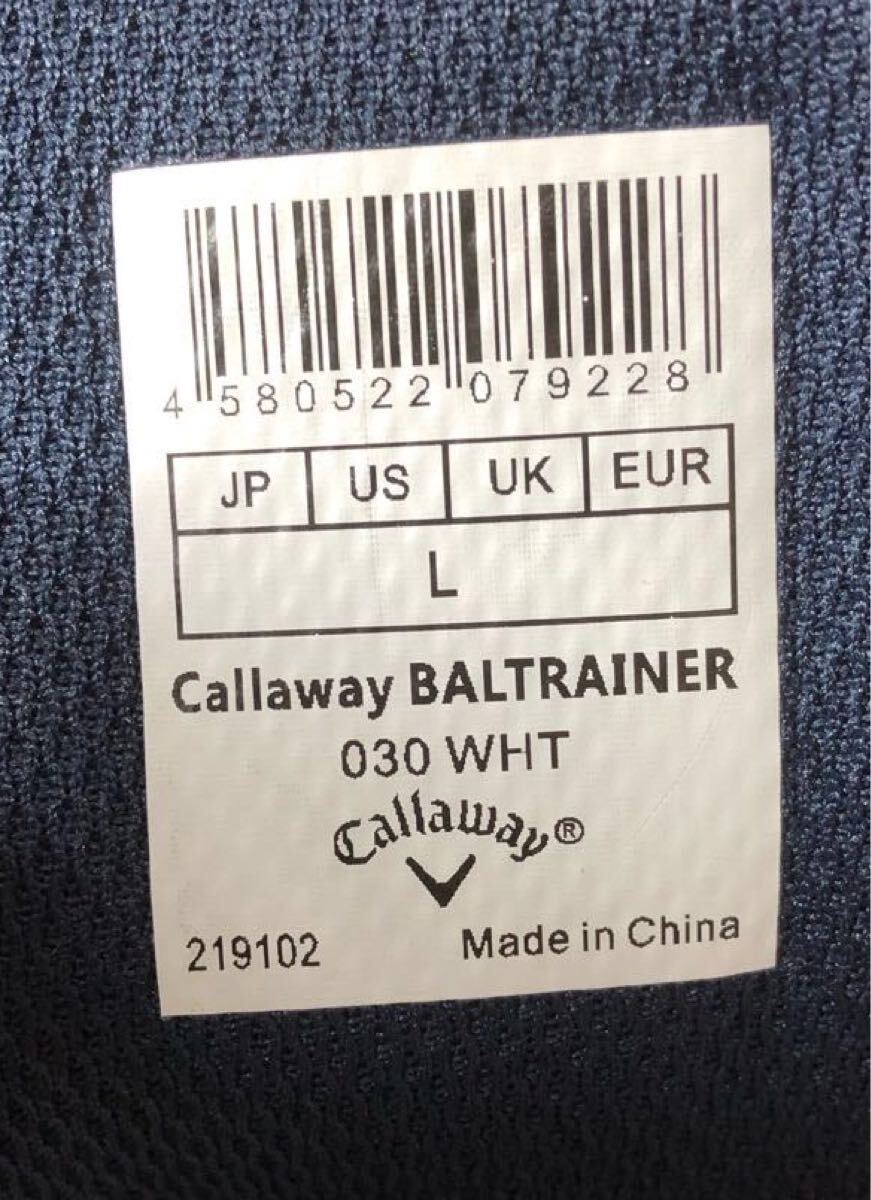 4 580522 079228
JP US UK EUR
L
Callaway BALTRAINER
030 WHT
Callaway®
219102 Made in China